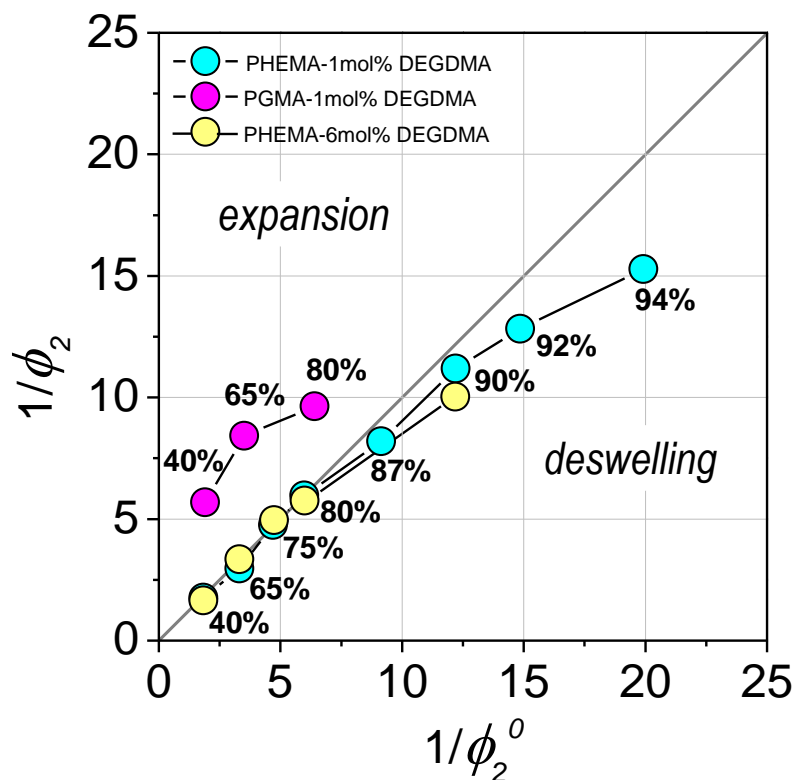 25
20
15
10
5
0
0 5 10 15 20 25
1/ϕ₂
1/ϕ₂⁰
PHEMA-1mol% DEGDMA
PGMA-1mol% DEGDMA
PHEMA-6mol% DEGDMA
expansion
deswelling
40%
65%
80%
94%
92%
90%
87%
80%
75%
65%
40%